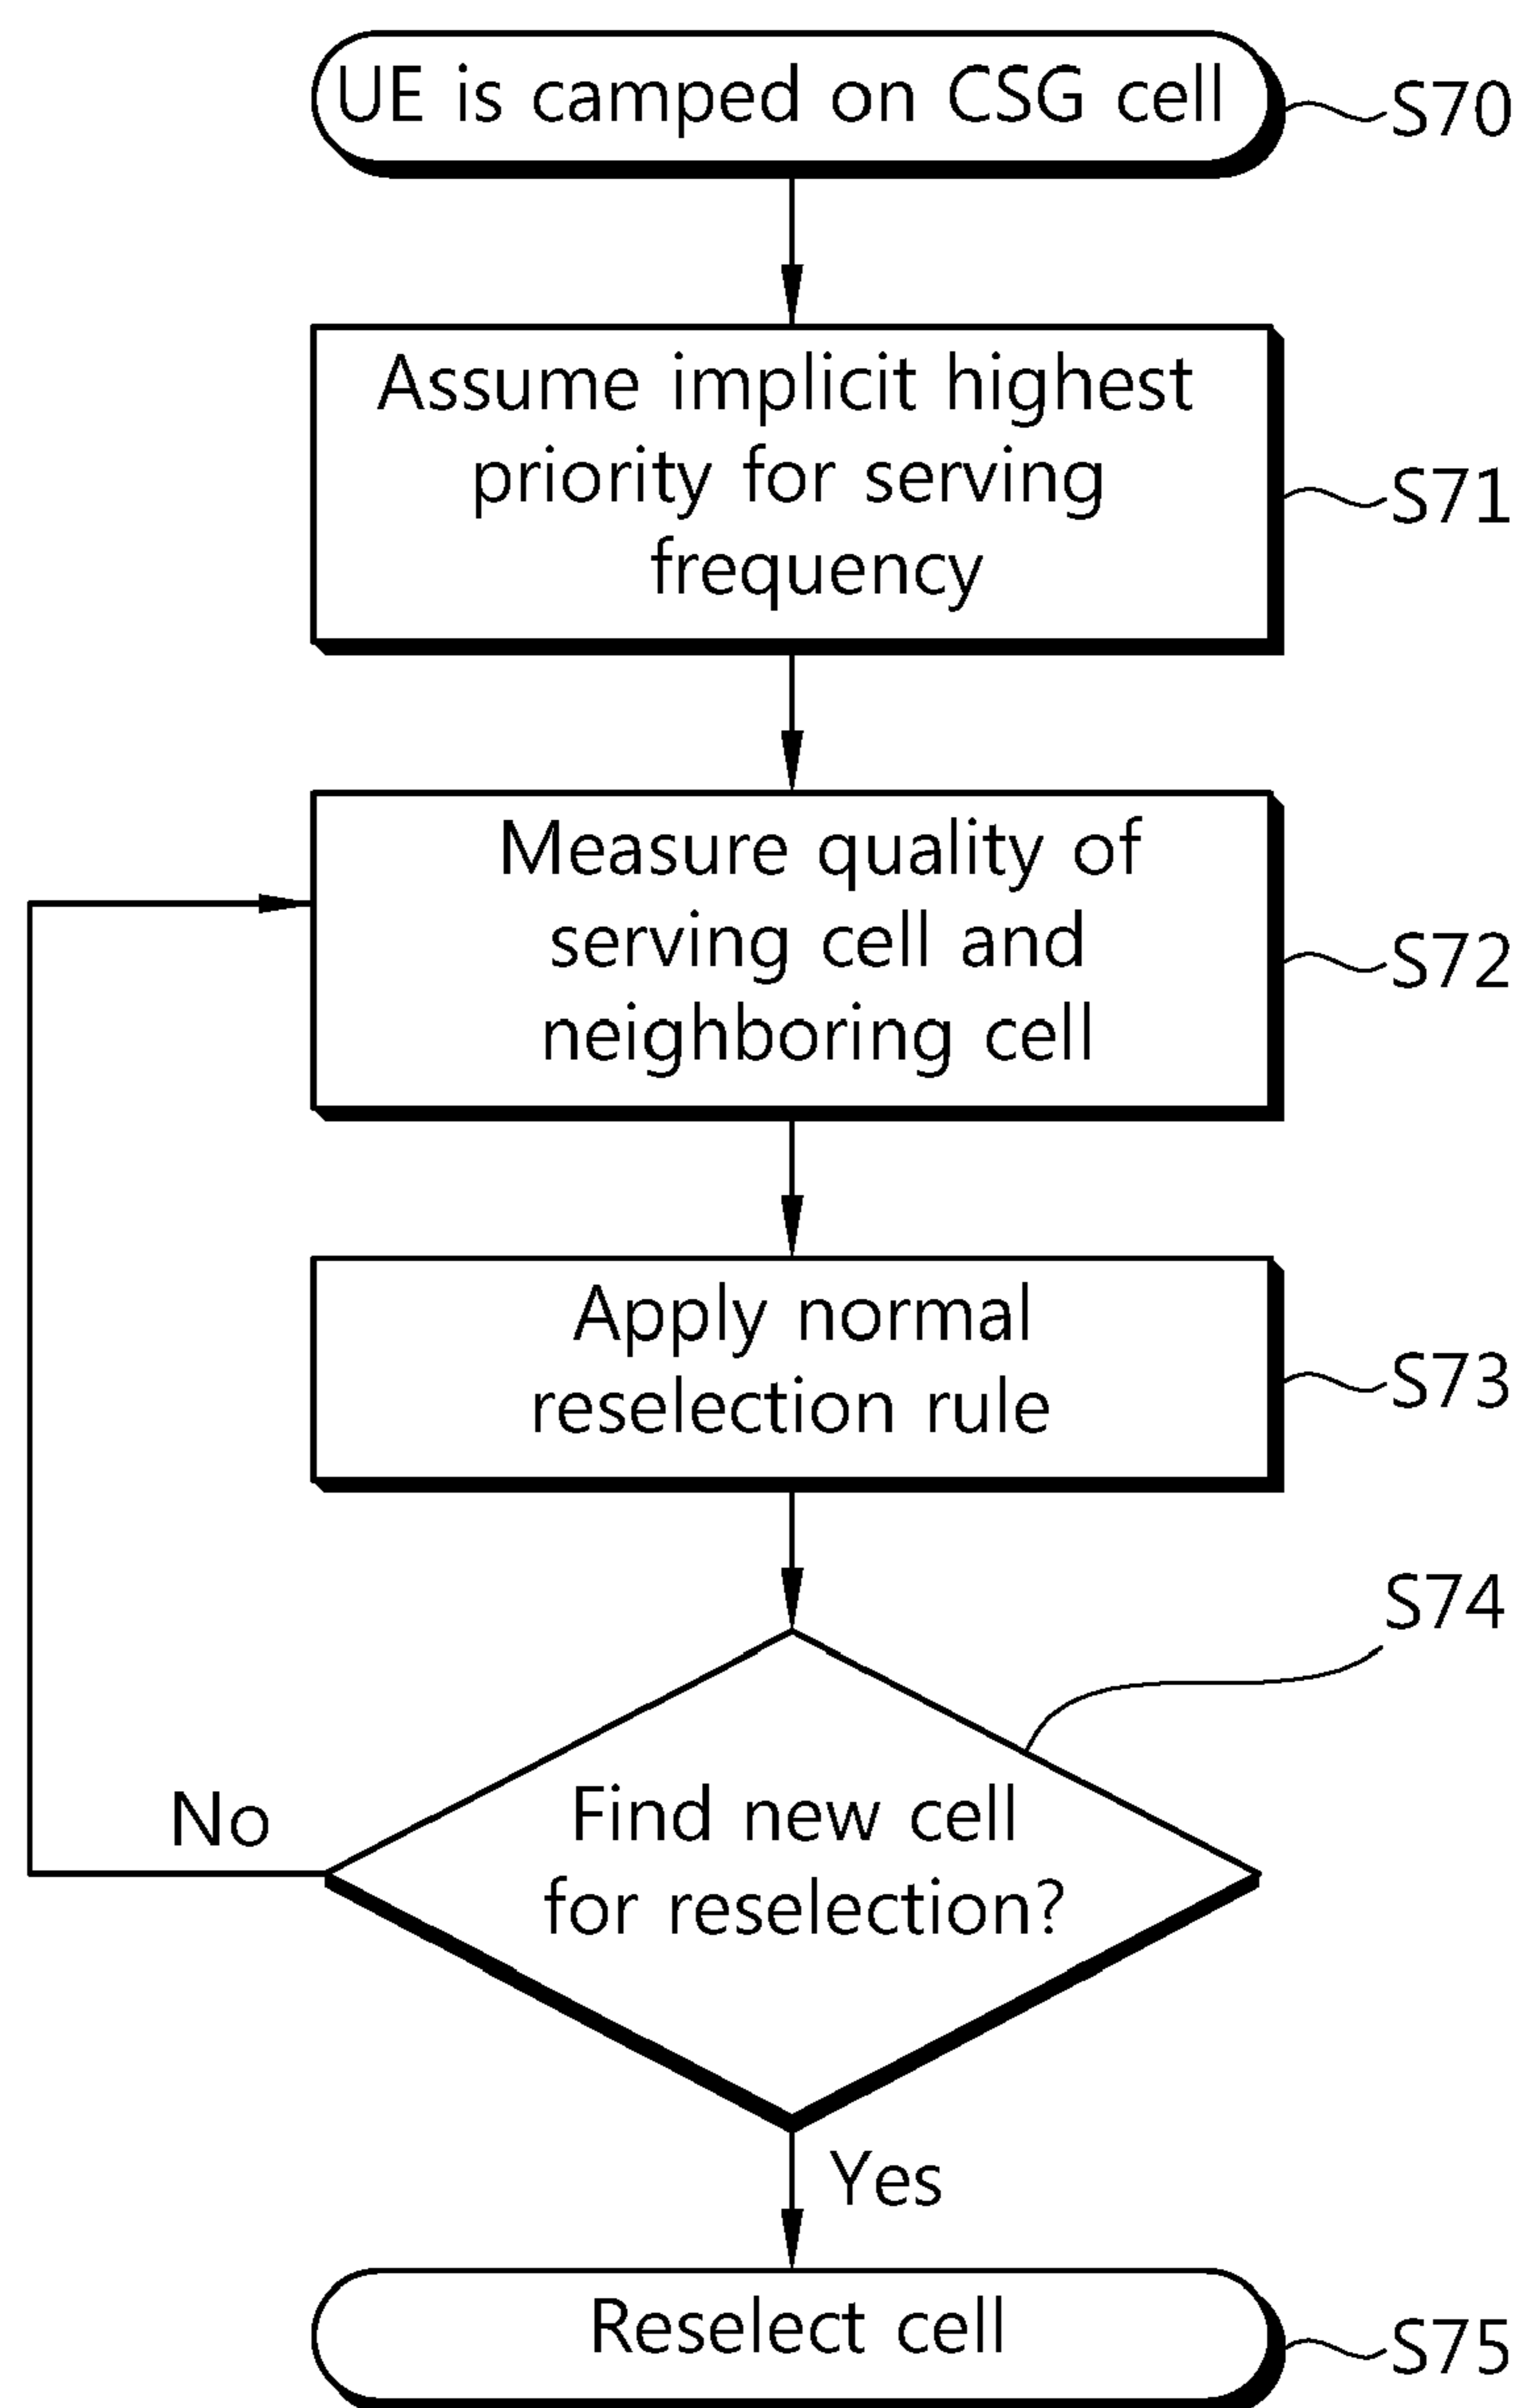 UE is camped on CSG cell
S70
Assume implicit highest
priority for serving
frequency
S71
Measure quality of
serving cell and
neighboring cell
S72
Apply normal
reselection rule
S73
S74
Find new cell
for reselection?
No
Yes
Reselect cell
S75